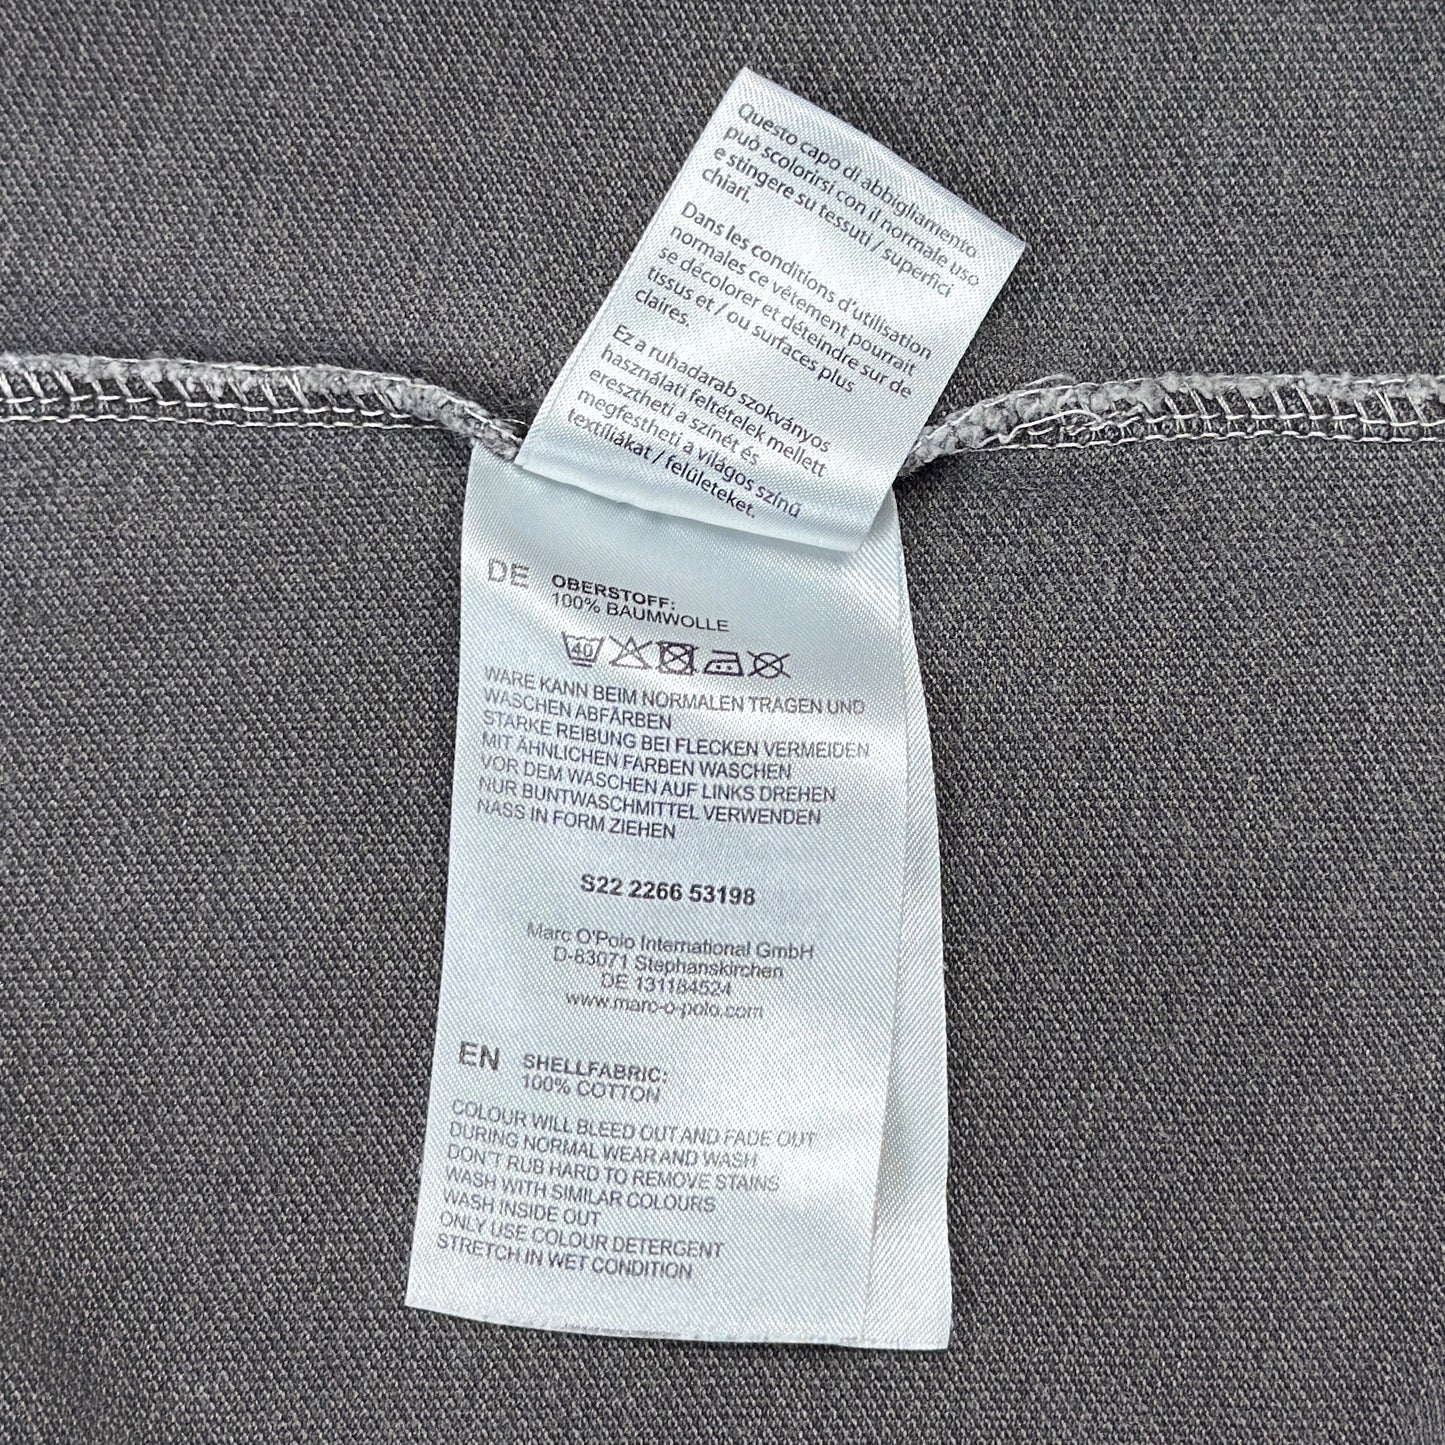 Questo capo di abbigliamento
può scolorirsi con il normale uso
e stingere su tessuti / superfici
chiari.
Dans les conditions d'utilisation
normales ce vêtement pourrait
se décolorer et déteindre sur de
tissus et / ou surfaces plus
claires.
Ez a ruhadarab szokványos
használati feltételek mellett
eresztheti a színét és
megfestheti a világos színű
textíliákat / felületeket.
DE OBERSTOFF:
100% BAUMWOLLE
40
WARE KANN BEIM NORMALEN TRAGEN UND
WASCHEN ABFÄRBEN
STARKE REIBUNG BEI FLECKEN VERMEIDEN
MIT ÄHNLICHEN FARBEN WASCHEN
VOR DEM WASCHEN AUF LINKS DREHEN
NUR BUNTWASCHMITTEL VERWENDEN
NASS IN FORM ZIEHEN
S22 2266 53198
Marc O'Polo International GmbH
D-83071 Stephanskirchen
DE 131184524
www.marc-o-polo.com
EN SHELLFABRIC:
100% COTTON
COLOUR WILL BLEED OUT AND FADE OUT
DURING NORMAL WEAR AND WASH
DON'T RUB HARD TO REMOVE STAINS
WASH WITH SIMILAR COLOURS
WASH INSIDE OUT
ONLY USE COLOUR DETERGENT
STRETCH IN WET CONDITION